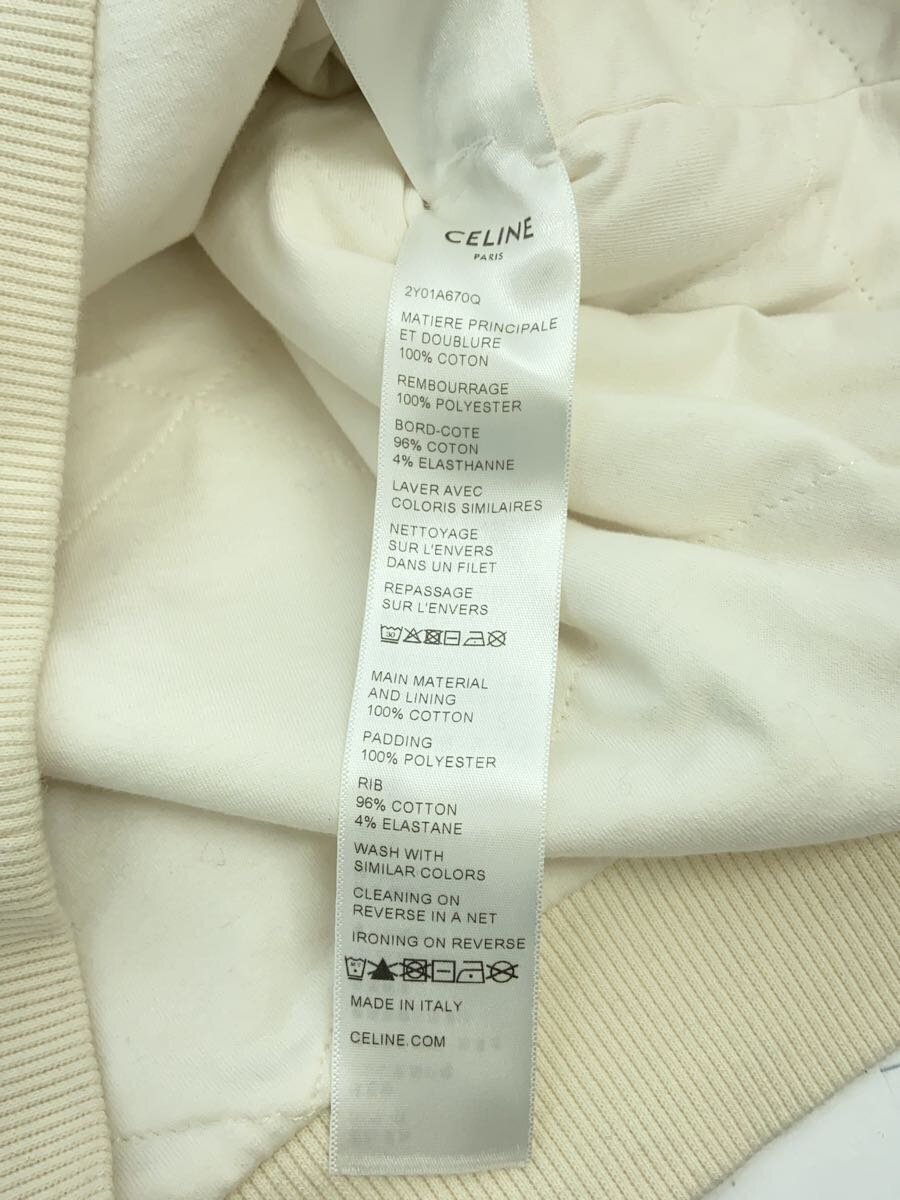 CELINE
PARIS
2Y01A670Q
MATIERE PRINCIPALE
ET DOUBLURE
100% COTON
REMBOURRAGE
100% POLYESTER
BORD-COTE
96% COTON
4% ELASTHANNE
LAVER AVEC
COLORIS SIMILAIRES
NETTOYAGE
SUR L'ENVERS
DANS UN FILET
REPASSAGE
SUR L'ENVERS
30
MAIN MATERIAL
AND LINING
100% COTTON
PADDING
100% POLYESTER
RIB
96% COTTON
4% ELASTANE
WASH WITH
SIMILAR COLORS
CLEANING ON
REVERSE IN A NET
IRONING ON REVERSE
MADE IN ITALY
CELINE.COM